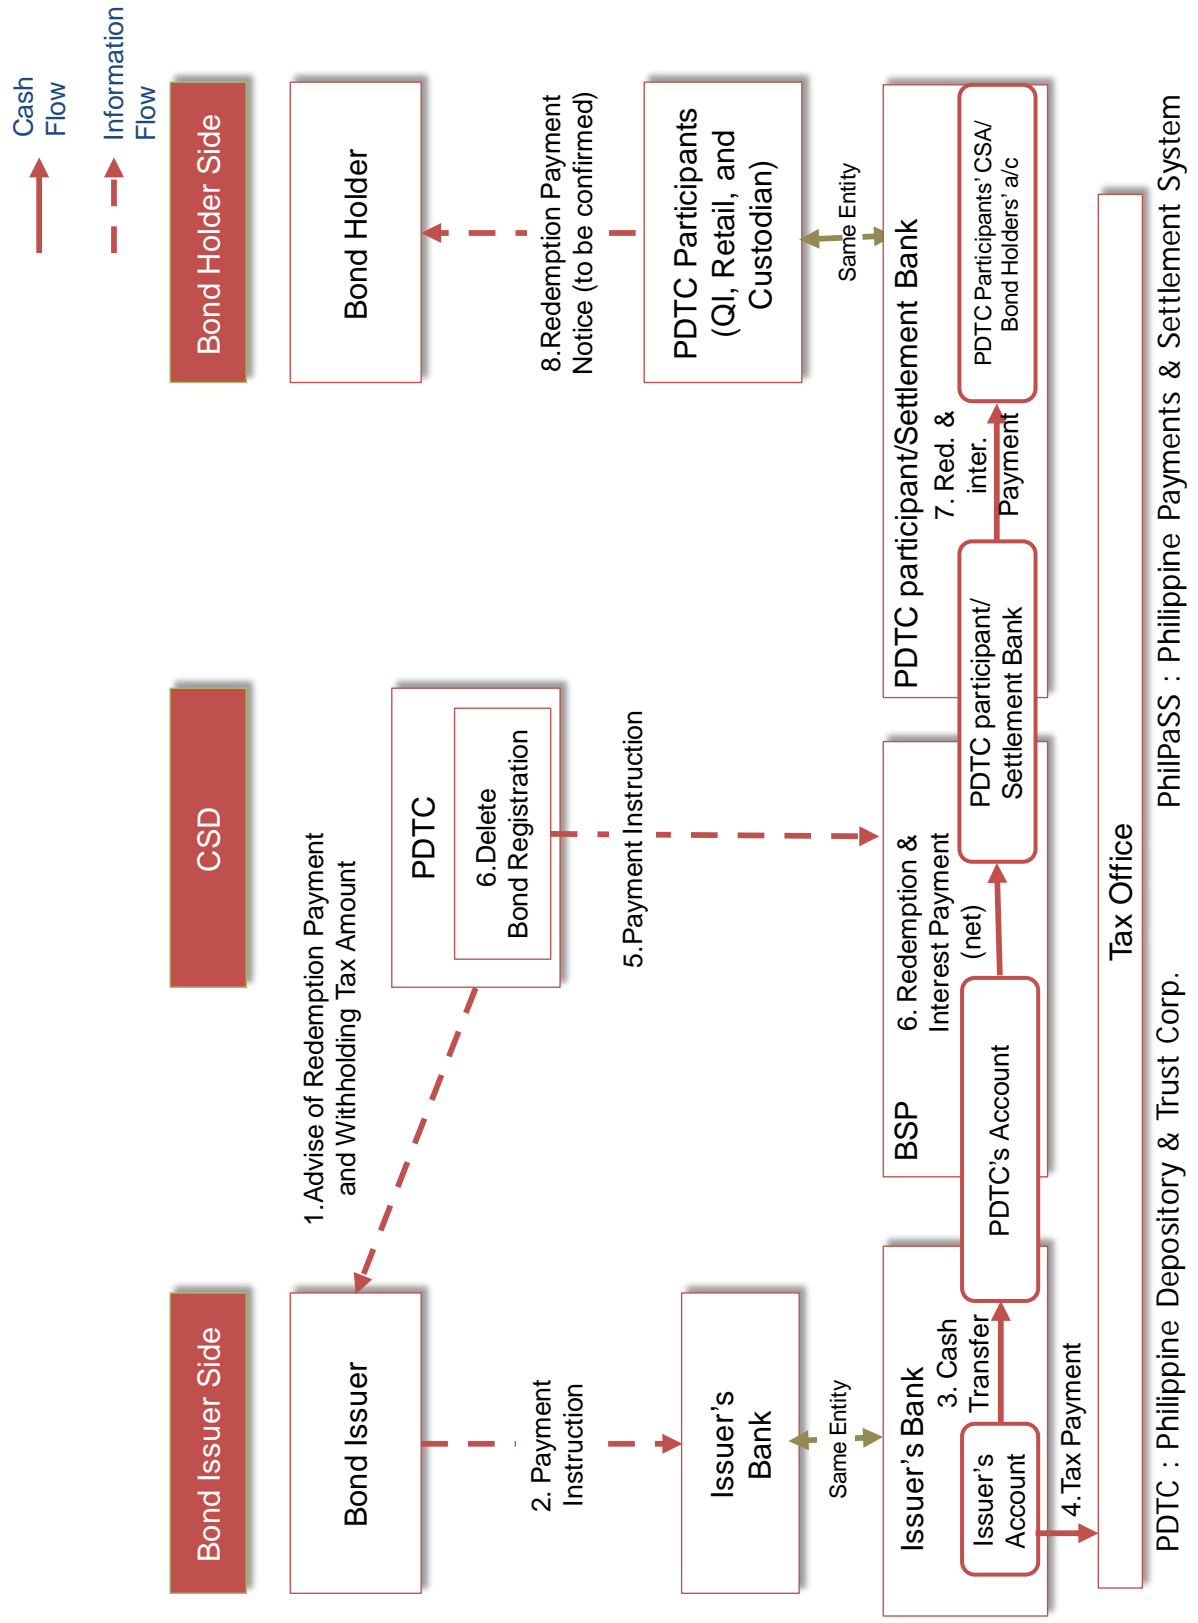 Cash
Flow
Information
Flow
Bond Issuer Side
CSD
Bond Holder Side
Bond Issuer
1.Advise of Redemption Payment
and Withholding Tax Amount
PDTC
6.Delete
Bond Registration
Bond Holder
2. Payment
Instruction
5.Payment Instruction
8.Redemption Payment
Notice (to be confirmed)
Issuer's
Bank
PDTC Participants
(QI, Retail, and
Custodian)
Same Entity
Same Entity
Issuer's Bank
3. Cash
Transfer
Issuer's
Account
BSP
6. Redemption &
Interest Payment
(net)
PDTC's Account
PDTC participant/Settlement Bank
7. Red. &
inter.
Payment
PDTC participant/
Settlement Bank
PDTC Participants' CSA/
Bond Holders' a/c
4.Tax Payment
Tax Office
PDTC : Philippine Depository & Trust Corp.
PhilPaSS : Philippine Payments & Settlement System